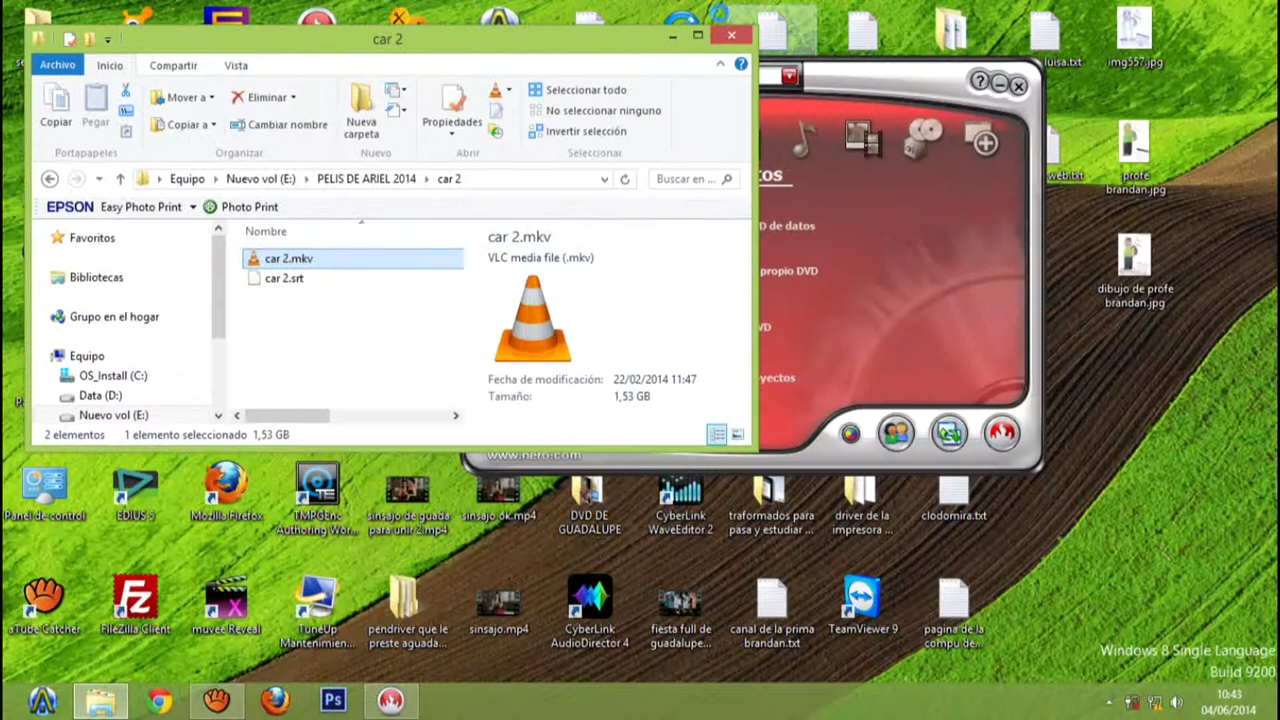 car 2
Archivo
Inicio
Compartir
Vista
Copiar
Pegar
Portapapeles
Mover a
Copiar a
Eliminar
Cambiar nombre
Organizar
Nueva
carpeta
Nuevo
Propiedades
Abrir
Seleccionar todo
No seleccionar ninguno
Invertir selección
Seleccionar
Equipo
Nuevo vol (E:)
PELIS DE ARIEL 2014
car 2
Buscar en ...
EPSON Easy Photo Print
Photo Print
Favoritos
Bibliotecas
Grupo en el hogar
Equipo
OS_Install (C:)
Data (D:)
Nuevo vol (E:)
Nombre
car 2.mkv
car 2.srt
car 2.mkv
VLC media file (.mkv)
Fecha de modificación: 22/02/2014 11:47
Tamaño: 1,53 GB
2 elementos 1 elemento seleccionado 1,53 GB
D de datos
propio DVD
www.nero.com
luisa.txt
img557.jpg
web.txt
profe
brandan.jpg
dibujo de profe
brandan.jpg
Panel de control
EDIUS 6
Mozilla Firefox
TMPGEnc
Authoring Wor...
sinsajo de guada
para unir 2.mp4
sinsajo ok.mp4
DVD DE
GUADALUPE
CyberLink
WaveEditor 2
traformados para
pasa y estudiar ...
driver de la
impresora ...
clodomira.txt
aTube Catcher
FileZilla Client
muvee Reveal
TuneUp
Mantenimien...
pendriver que le
preste aguada...
sinsajo.mp4
CyberLink
AudioDirector 4
fiesta full de
guadalupe...
canal de la prima
brandan.txt
TeamViewer 9
pagina de la
compu de...
Windows 8 Single Language
Build 9200
Ps
10:43
04/06/2014